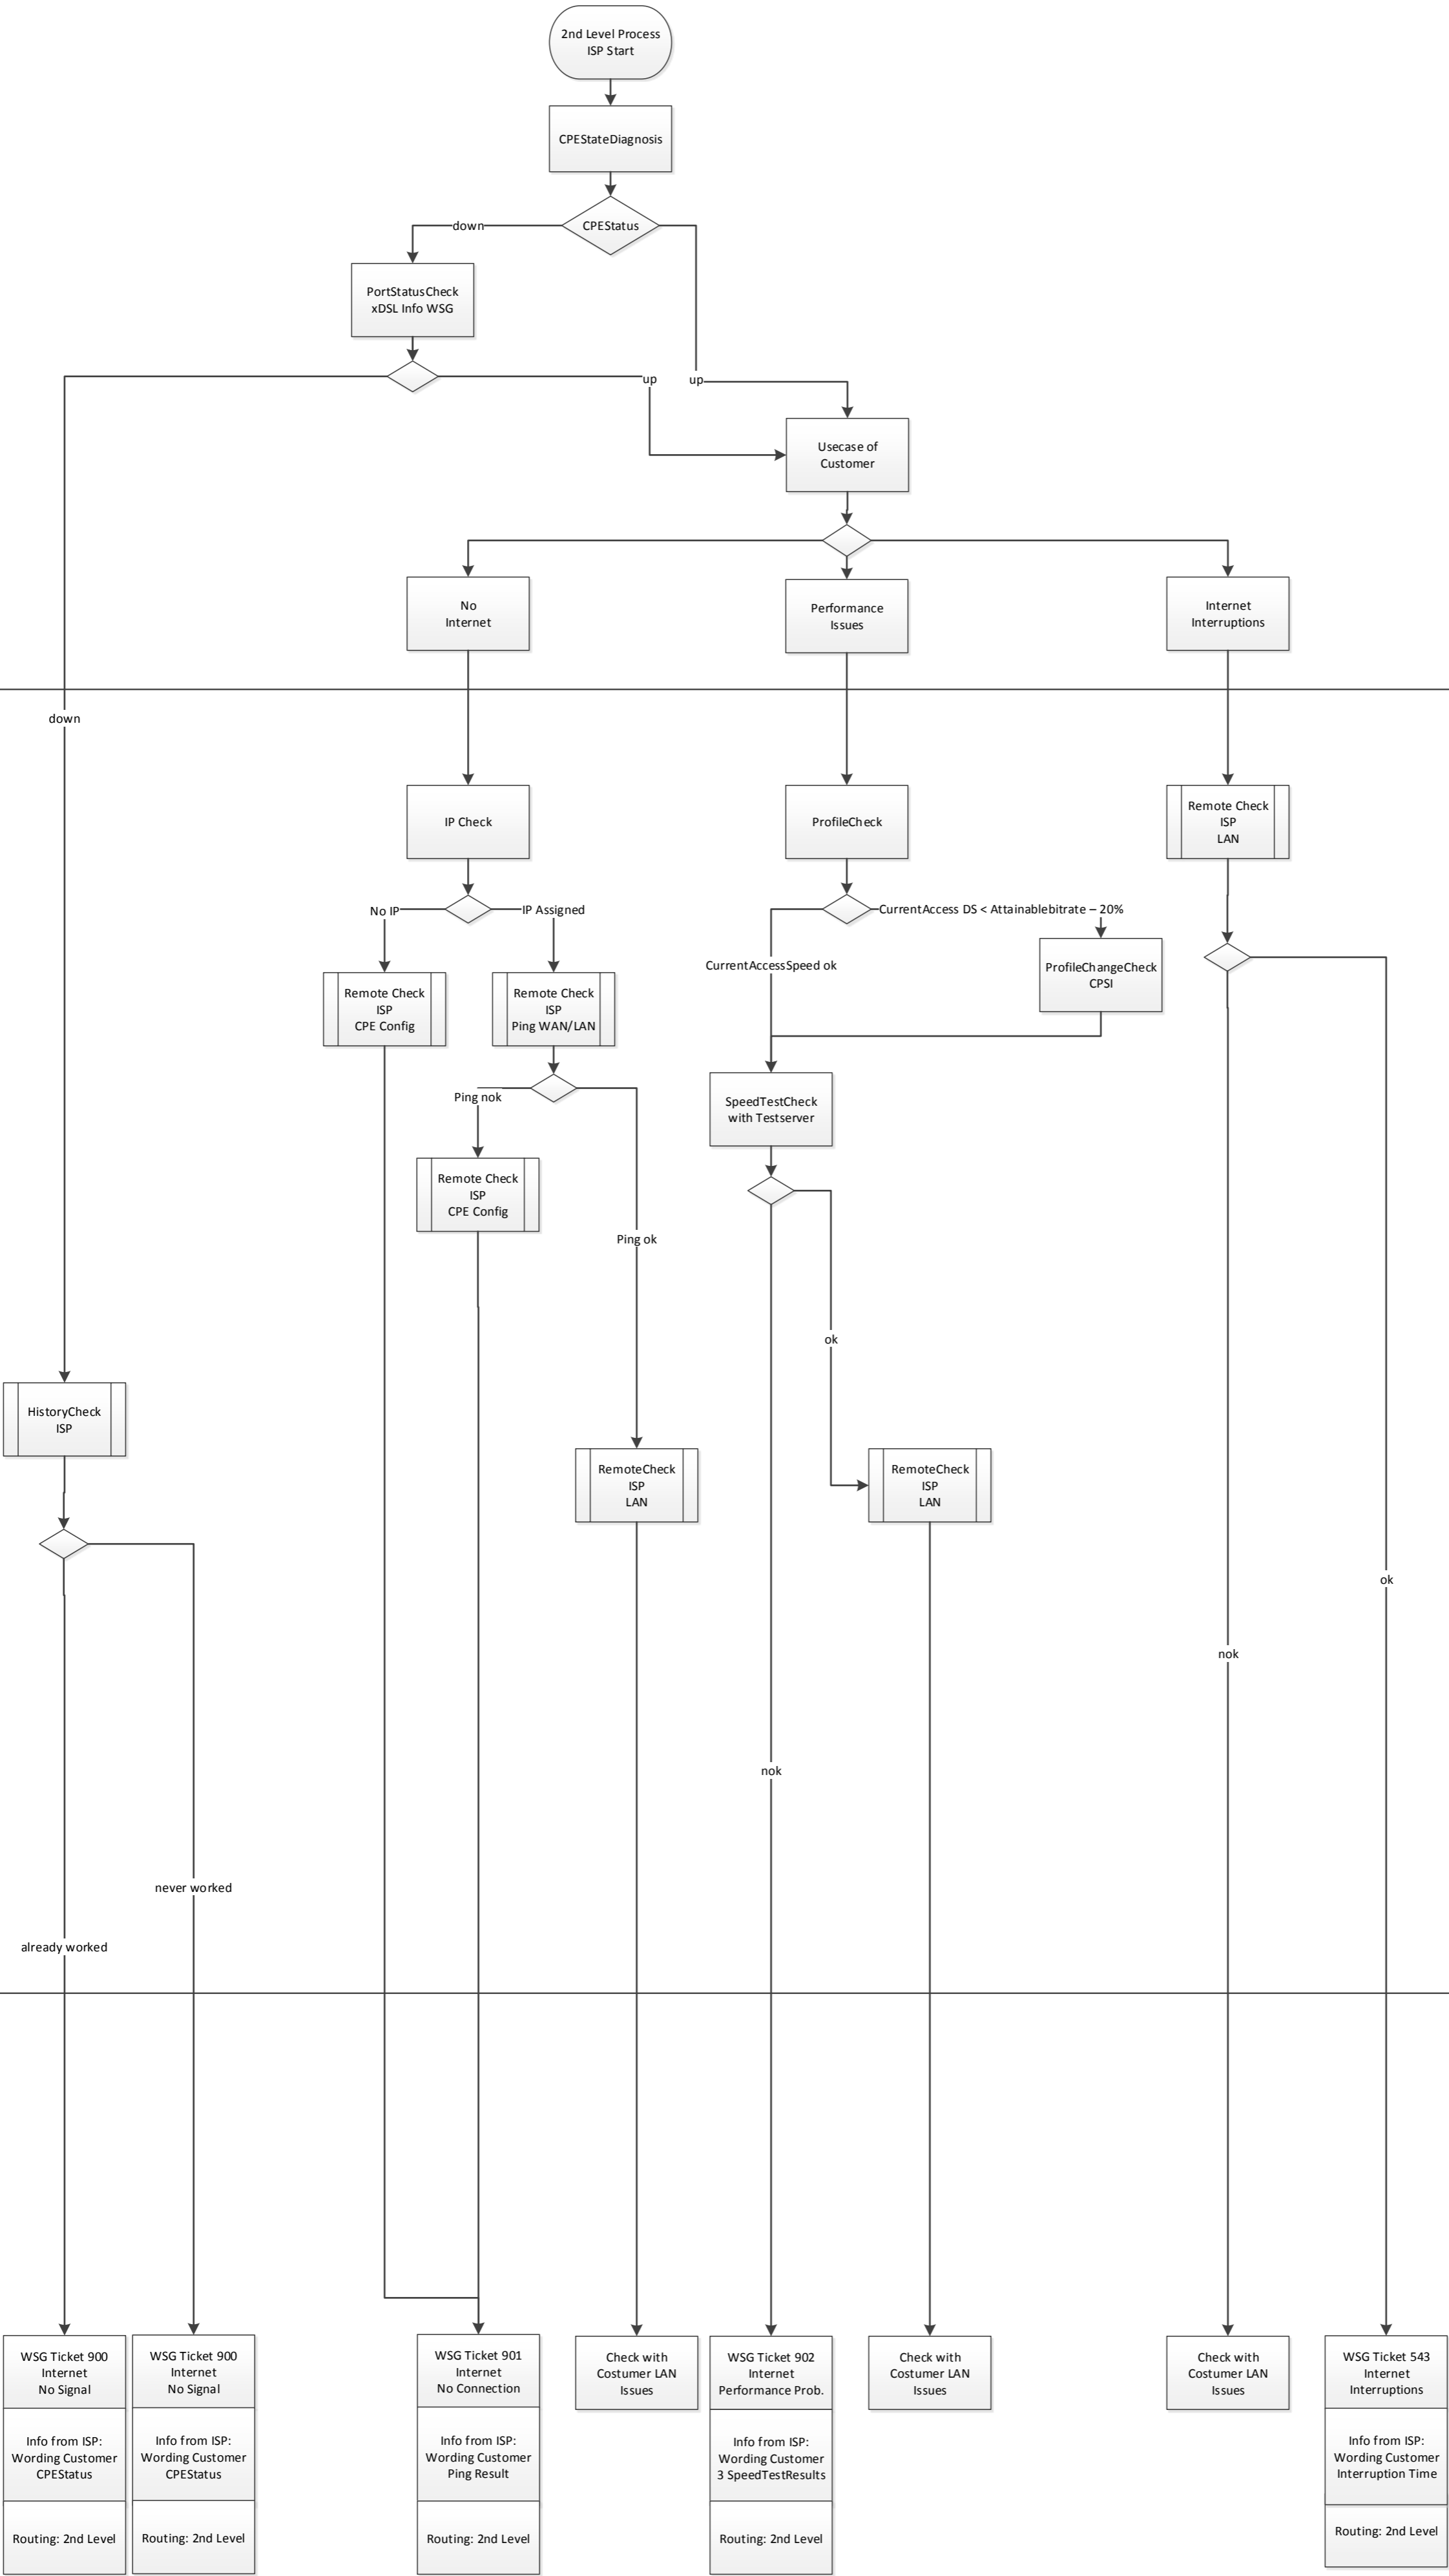 2nd Level Process
ISP Start
CPEStateDiagnosis
CPEStatus
down
PortStatusCheck
xDSL Info WSG
up
up
Usecase of
Customer
No
Internet
Performance
Issues
Internet
Interruptions
down
IP Check
ProfileCheck
Remote Check
ISP
LAN
No IP
IP Assigned
CurrentAccess DS < Attainablebitrate – 20%
CurrentAccessSpeed ok
ProfileChangeCheck
CPSI
Remote Check
ISP
CPE Config
Remote Check
ISP
Ping WAN/LAN
Ping nok
SpeedTestCheck
with Testserver
Remote Check
ISP
CPE Config
Ping ok
ok
HistoryCheck
ISP
RemoteCheck
ISP
LAN
RemoteCheck
ISP
LAN
ok
nok
nok
never worked
already worked
WSG Ticket 900
Internet
No Signal
Info from ISP:
Wording Customer
CPEStatus
Routing: 2nd Level
WSG Ticket 900
Internet
No Signal
Info from ISP:
Wording Customer
CPEStatus
Routing: 2nd Level
WSG Ticket 901
Internet
No Connection
Info from ISP:
Wording Customer
Ping Result
Routing: 2nd Level
Check with
Costumer LAN
Issues
WSG Ticket 902
Internet
Performance Prob.
Info from ISP:
Wording Customer
3 SpeedTestResults
Routing: 2nd Level
Check with
Costumer LAN
Issues
Check with
Costumer LAN
Issues
WSG Ticket 543
Internet
Interruptions
Info from ISP:
Wording Customer
Interruption Time
Routing: 2nd Level